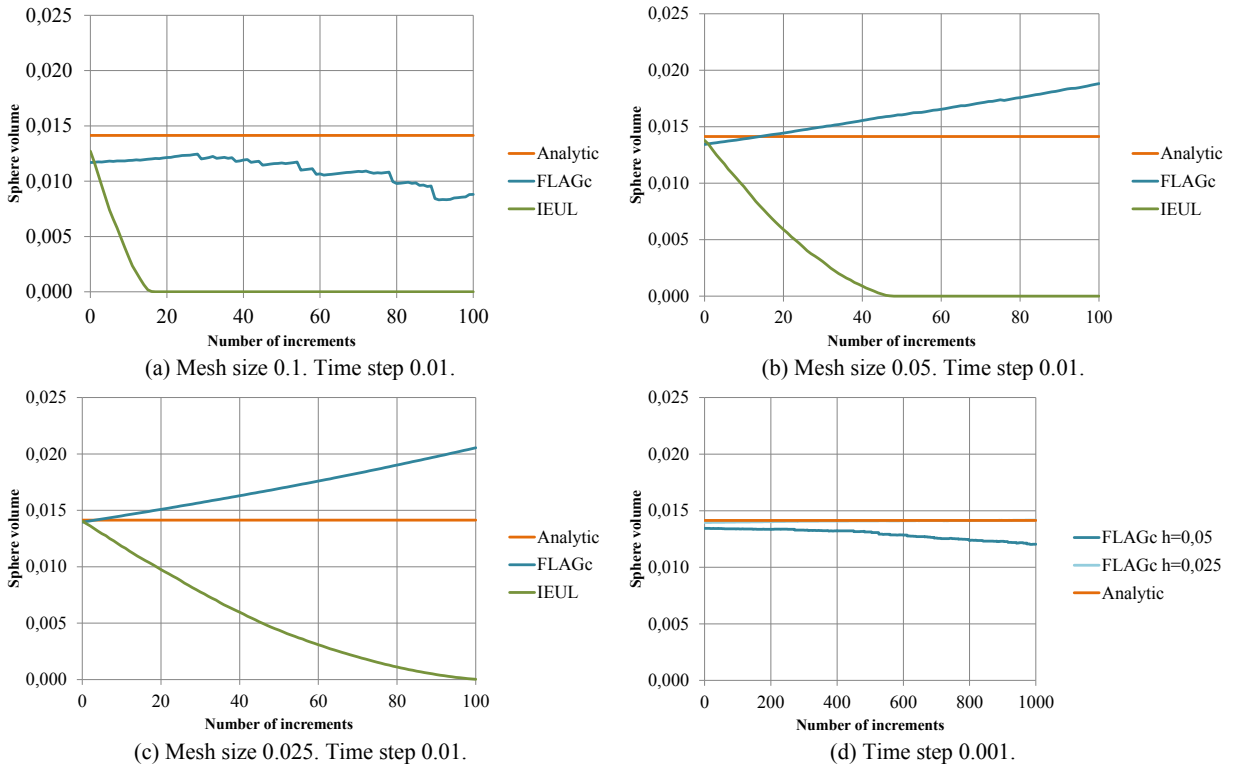 0,025
0,020
0,015
0,010
0,005
0,000
Sphere volume
0 20 40 60 80 100
Number of increments
Analytic
FLAGc
IEUL
(a) Mesh size 0.1. Time step 0.01.
0,025
0,020
0,015
0,010
0,005
0,000
Sphere volume
0 20 40 60 80 100
Number of increments
Analytic
FLAGc
IEUL
(b) Mesh size 0.05. Time step 0.01.
0,025
0,020
0,015
0,010
0,005
0,000
Sphere volume
0 20 40 60 80 100
Number of increments
Analytic
FLAGc
IEUL
(c) Mesh size 0.025. Time step 0.01.
0,025
0,020
0,015
0,010
0,005
0,000
Sphere volume
0 200 400 600 800 1000
Number of increments
FLAGc h=0,05
FLAGc h=0,025
Analytic
(d) Time step 0.001.